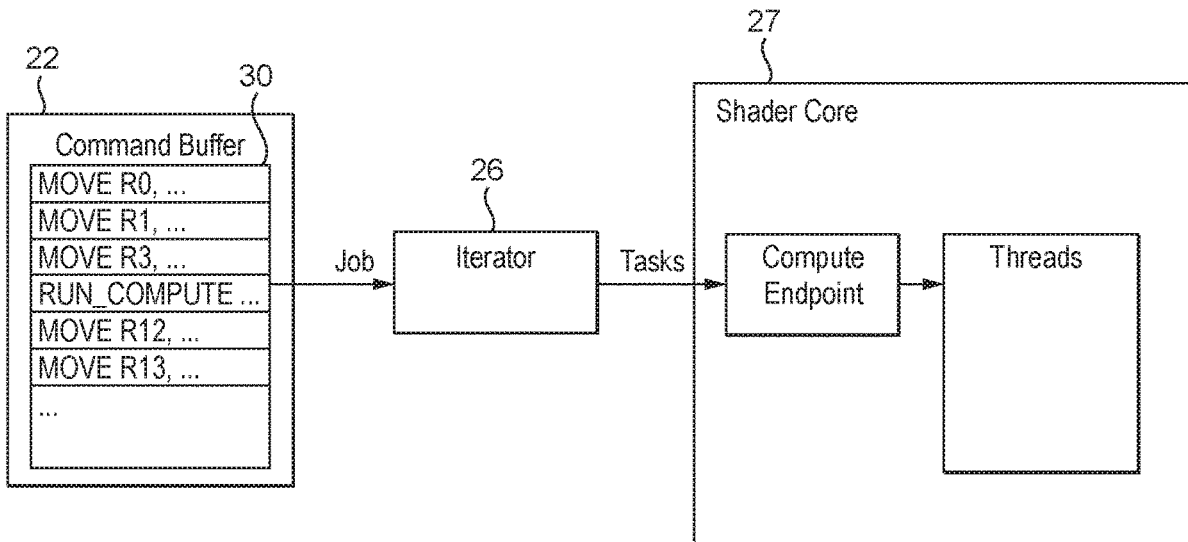 27
22
30
Shader Core
Command Buffer
26
MOVE R0, ...
MOVE R1, ...
MOVE R3, ...
RUN_COMPUTE ...
MOVE R12, ...
MOVE R13, ...
...
Job
Iterator
Tasks
Compute
Endpoint
Threads